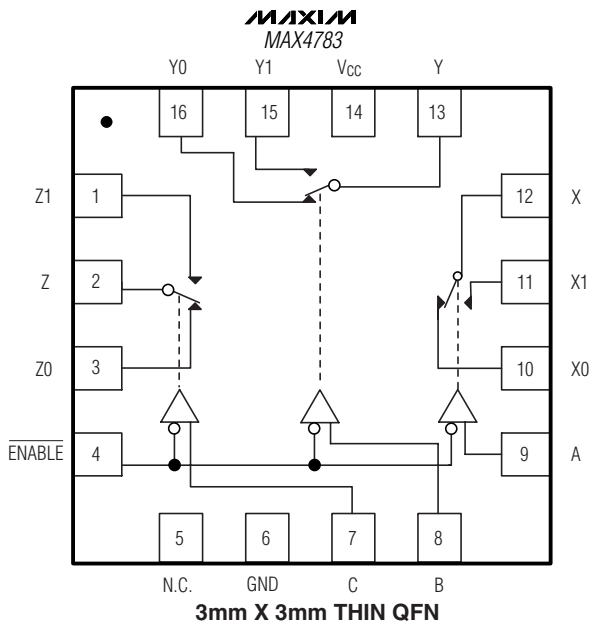 MAXIM
MAX4783
Y0 Y1 VCC Y
16 15 14 13
Z1 1 12 X
Z 2 11 X1
Z0 3 10 X0
ENABLE 4 9 A
5 6 7 8
N.C. GND C B
3mm X 3mm THIN QFN